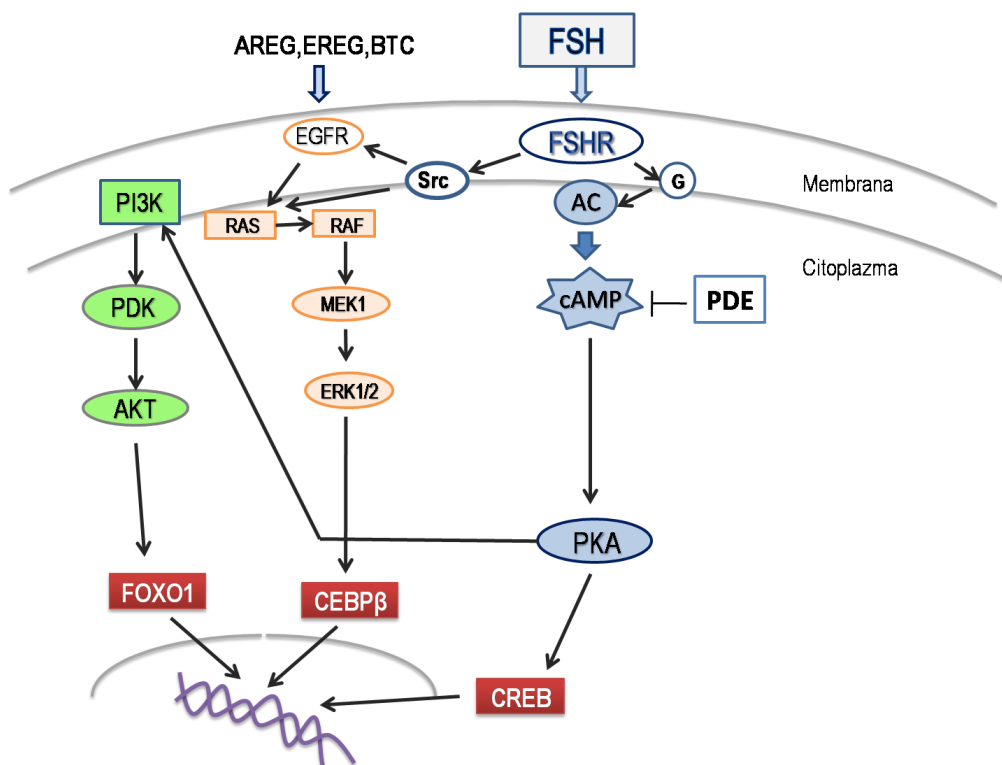 FSH
AREG,EREG,BTC
EGFR
FSHR
Src
G
Membrana
PI3K
AC
RAS
RAF
Citoplazma
PDK
MEK1
cAMP
PDE
ERK1/2
AKT
PKA
FOXO1
CEBPβ
CREB